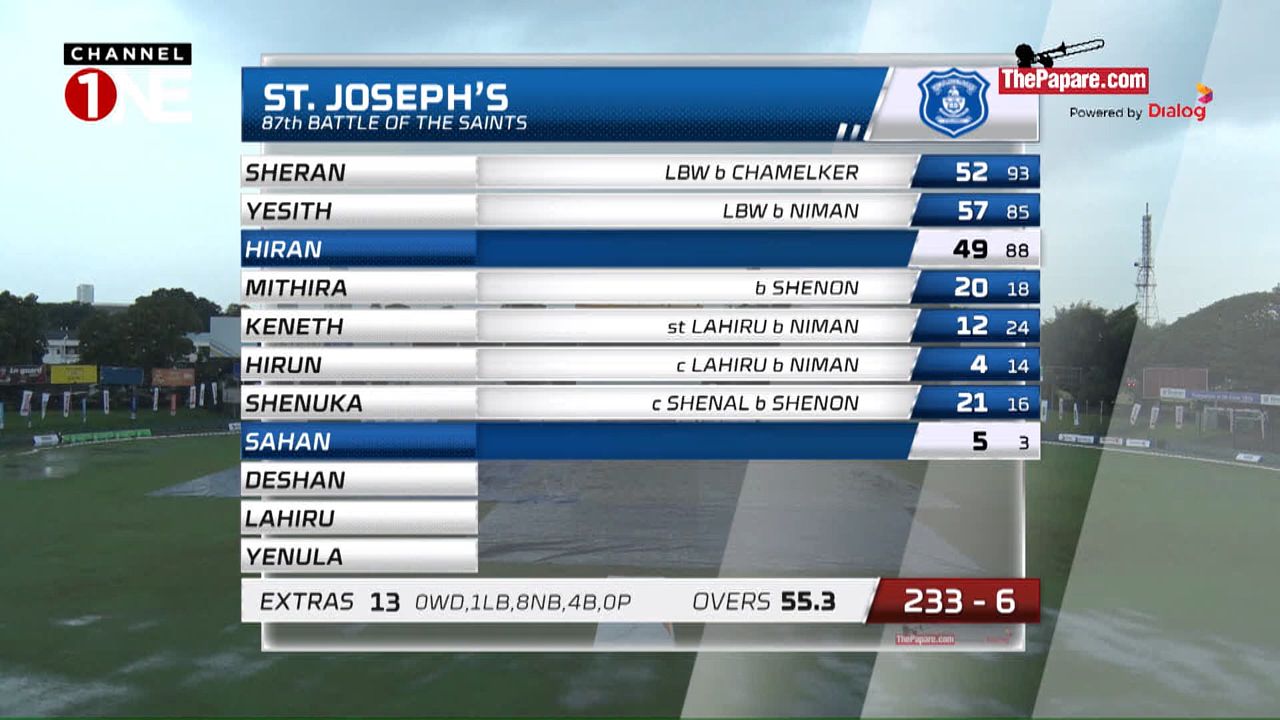 CHANNEL
1NE
ThePapare.com
Powered by Dialog
ST. JOSEPH'S
87th BATTLE OF THE SAINTS
SHERAN LBW b CHAMELKER 52 93
YESITH LBW b NIMAN 57 85
HIRAN 49 88
MITHIRA b SHENON 20 18
KENETH st LAHIRU b NIMAN 12 24
HIRUN c LAHIRU b NIMAN 4 14
SHENUKA c SHENAL b SHENON 21 16
SAHAN 5 3
DESHAN
LAHIRU
YENULA
EXTRAS 13 0WD,1LB,8NB,4B,0P OVERS 55.3 233 - 6
ThePapare.com